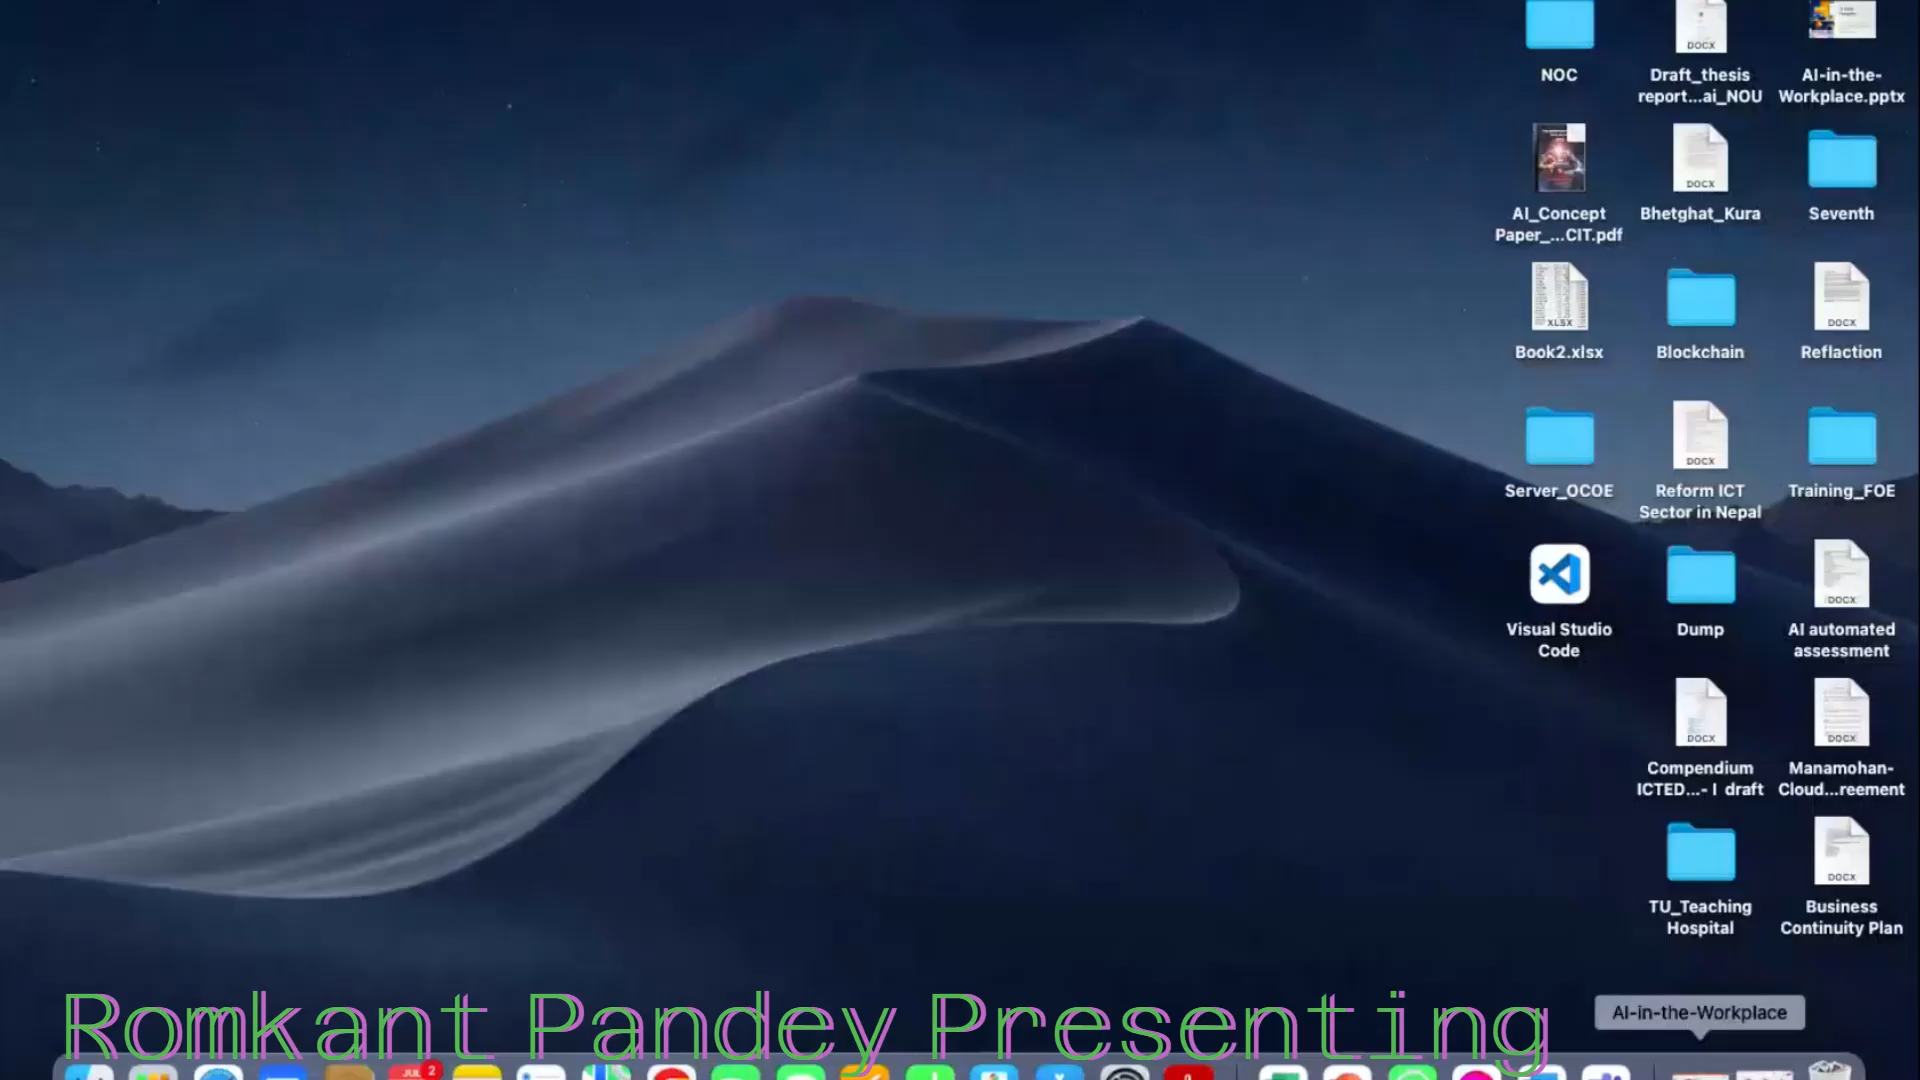 NOC
DOCX
Draft_thesis
report...ai_NOU
AI-in-the-
Workplace.pptx
AI_Concept
Paper_...CIT.pdf
DOCX
Bhetghat_Kura
Seventh
XLSX
Book2.xlsx
Blockchain
DOCX
Reflaction
Server_OCOE
DOCX
Reform ICT
Sector in Nepal
Training_FOE
Visual Studio
Code
Dump
DOCX
AI automated
assessment
DOCX
Compendium
ICTED...- I draft
DOCX
Manamohan-
Cloud...reement
TU_Teaching
Hospital
DOCX
Business
Continuity Plan
AI-in-the-Workplace
Romkant Pandey Presenting
JUL 2